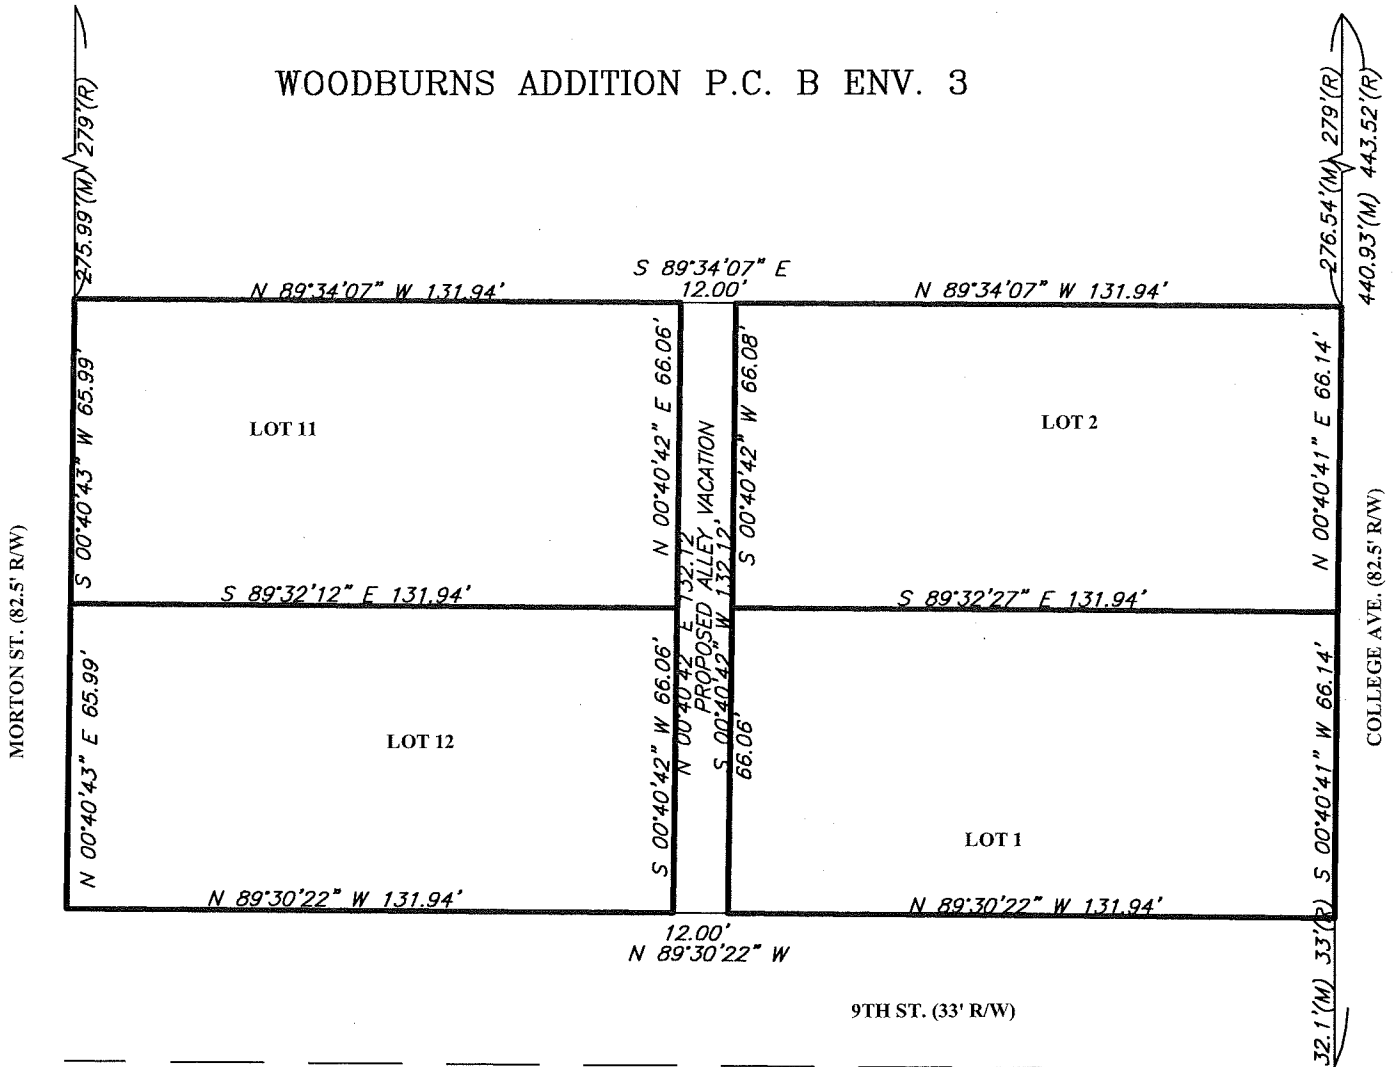 WOODBURNS ADDITION P.C. B ENV. 3
275.99'(M) 279'(R)
276.54'(M) 279'(R)
440.93'(M) 443.52'(R)
S 89°34'07" E
12.00'
N 89°34'07" W 131.94'
N 89°34'07" W 131.94'
S 00°40'43" W 65.99'
LOT 11
N 00°40'42" E 66.06'
S 00°40'42" W 66.08'
LOT 2
N 00°40'41" E 66.14'
MORTON ST. (82.5' R/W)
COLLEGE AVE. (82.5' R/W)
S 89°32'12" E 131.94'
S 89°32'27" E 131.94'
N 00°40'42 E 132.12
PROPOSED ALLEY VACATION
S 00°40'42" W 132.12'
66.06'
N 00°40'43" E 65.99'
LOT 12
S 00°40'42" W 66.06'
LOT 1
S 00°40'41" W 66.14'
N 89°30'22" W 131.94'
N 89°30'22" W 131.94'
12.00'
N 89°30'22" W
32.1'(M) 33'(R)
9TH ST. (33' R/W)